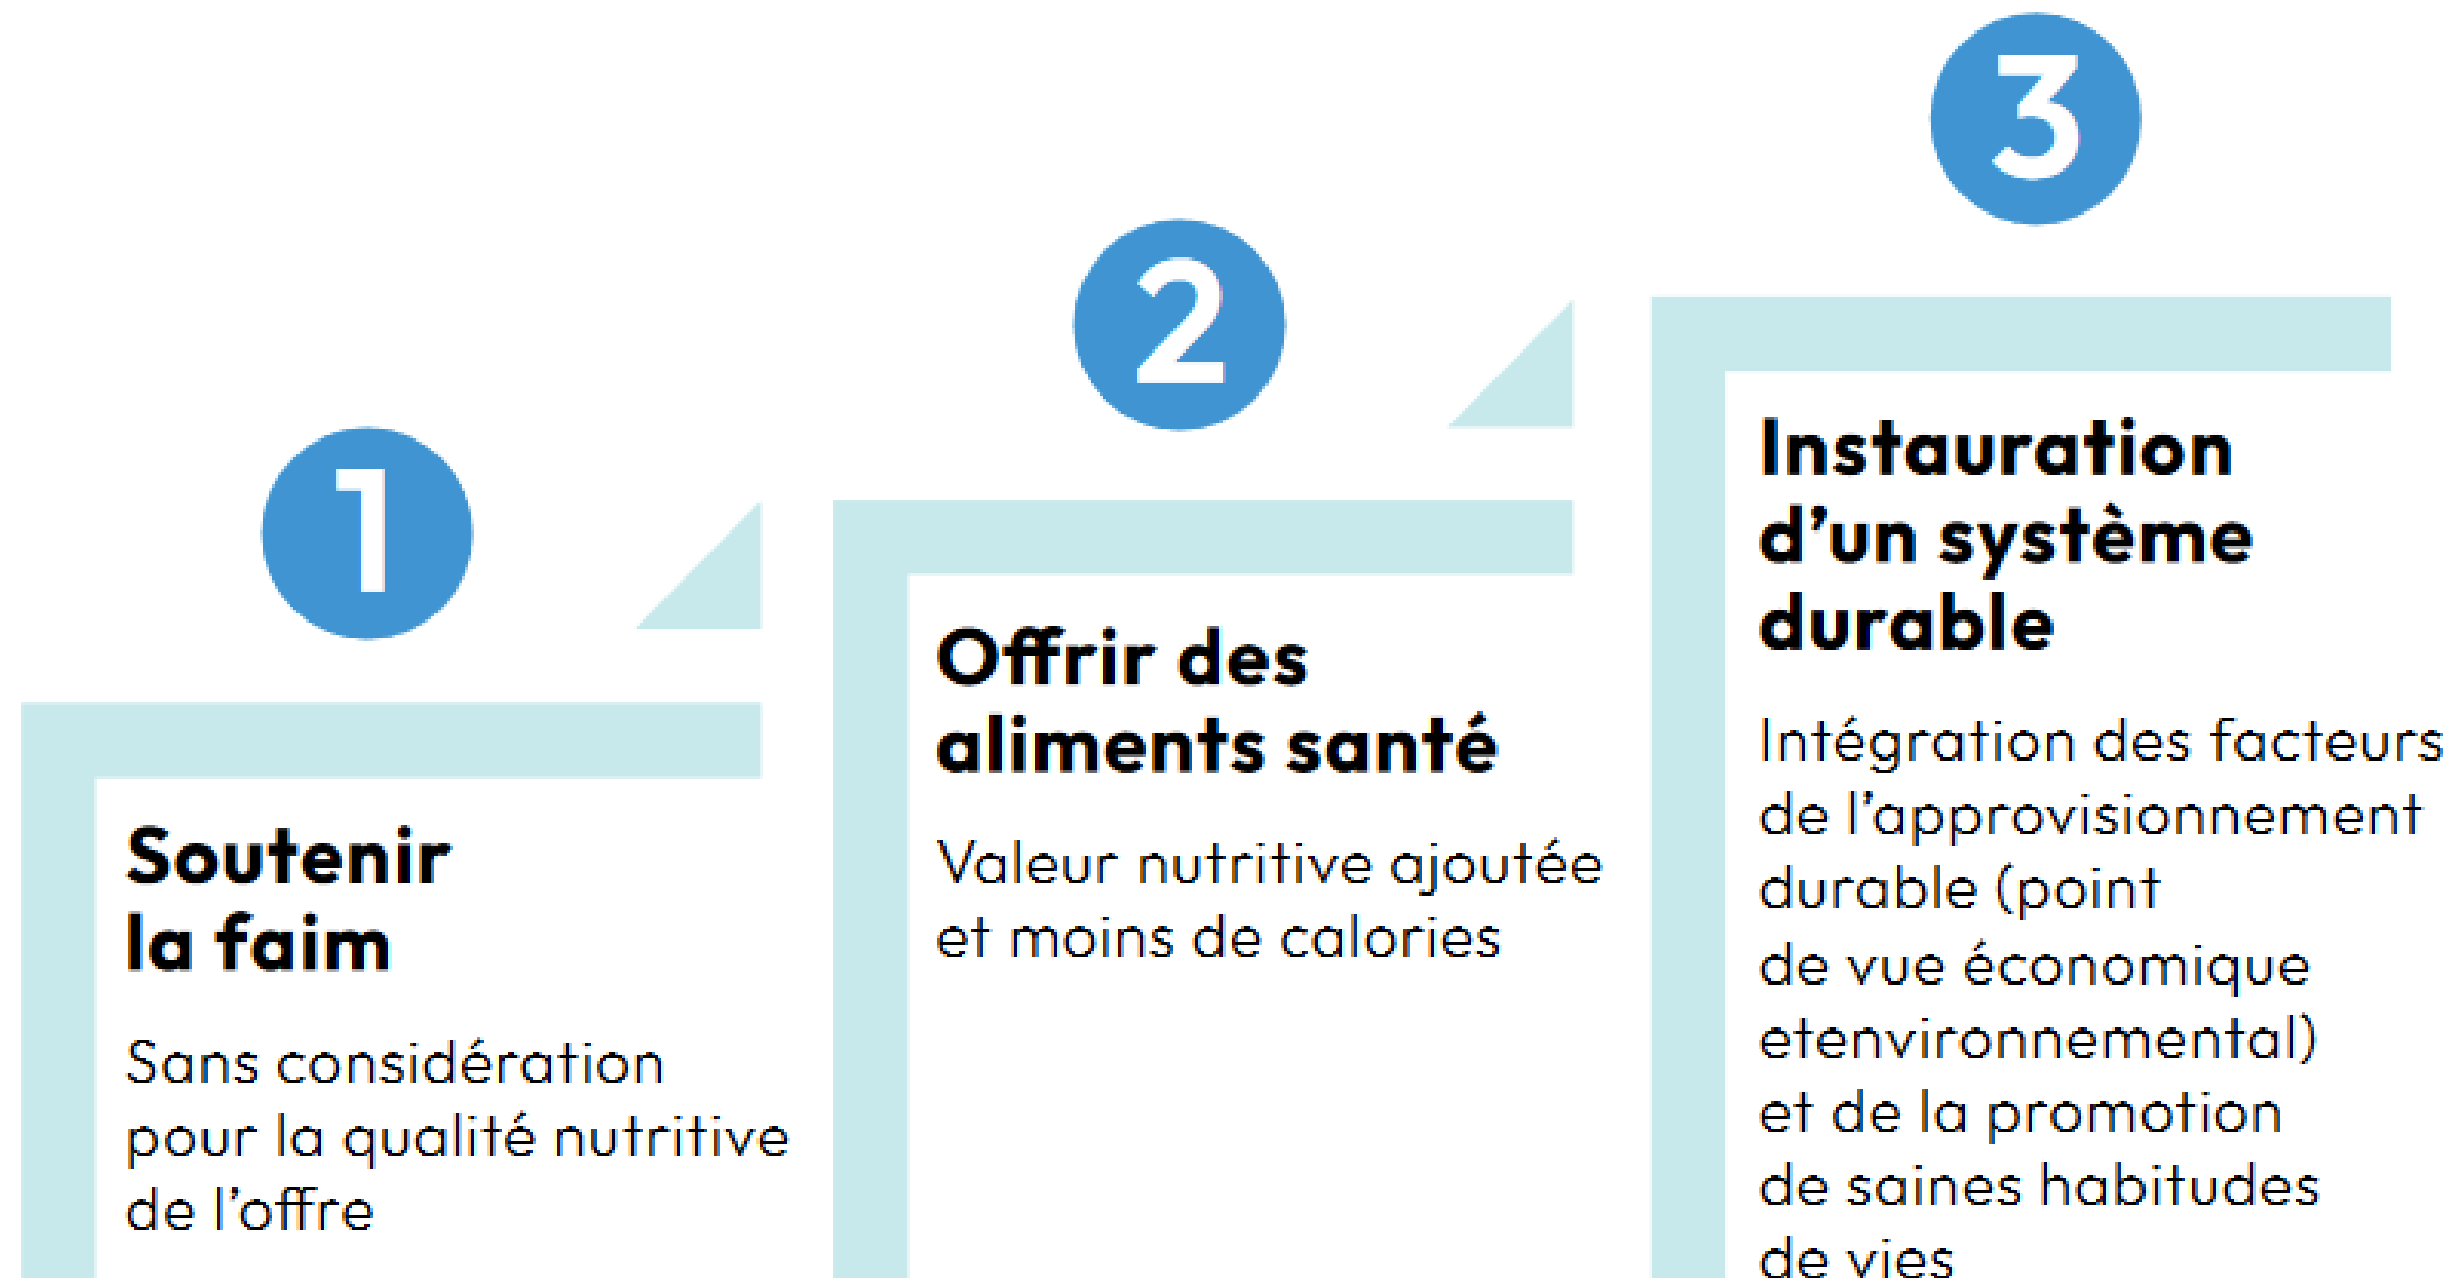 1
Soutenir
la faim
Sans considération
pour la qualité nutritive
de l’offre
2
Offrir des
aliments santé
Valeur nutritive ajoutée
et moins de calories
3
Instauration
d’un système
durable
Intégration des facteurs
de l’approvisionnement
durable (point
de vue économique
etenvironnemental)
et de la promotion
de saines habitudes
de vies